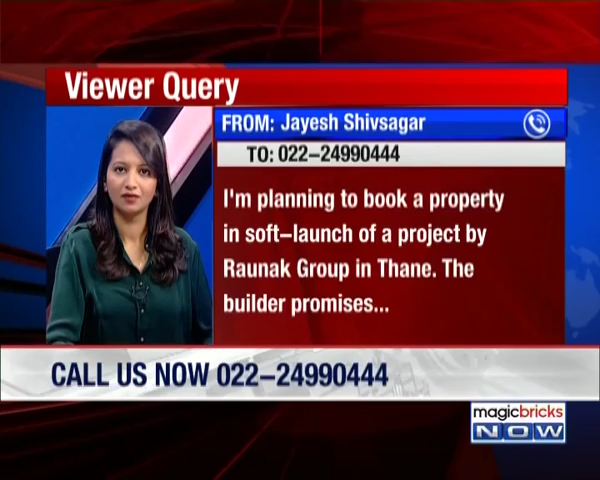 Viewer Query
FROM: Jayesh Shivsagar
TO: 022–24990444
I'm planning to book a property
in soft–launch of a project by
Raunak Group in Thane. The
builder promises...
CALL US NOW 022–24990444
magicbricks
NOW